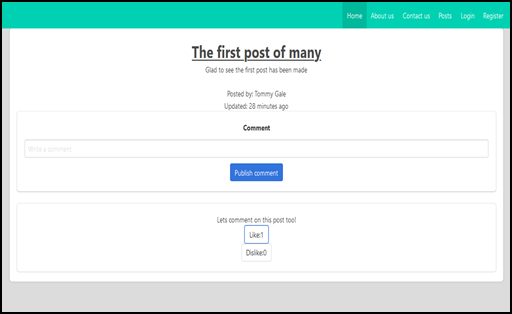 Home About us Contact us Posts Login Register
The first post of many
Glad to see the first post has been made
Posted by: Tommy Gale
Updated: 28 minutes ago
Comment
Write a comment
Publish comment
Lets comment on this post too!
Like:1
Dislike:0